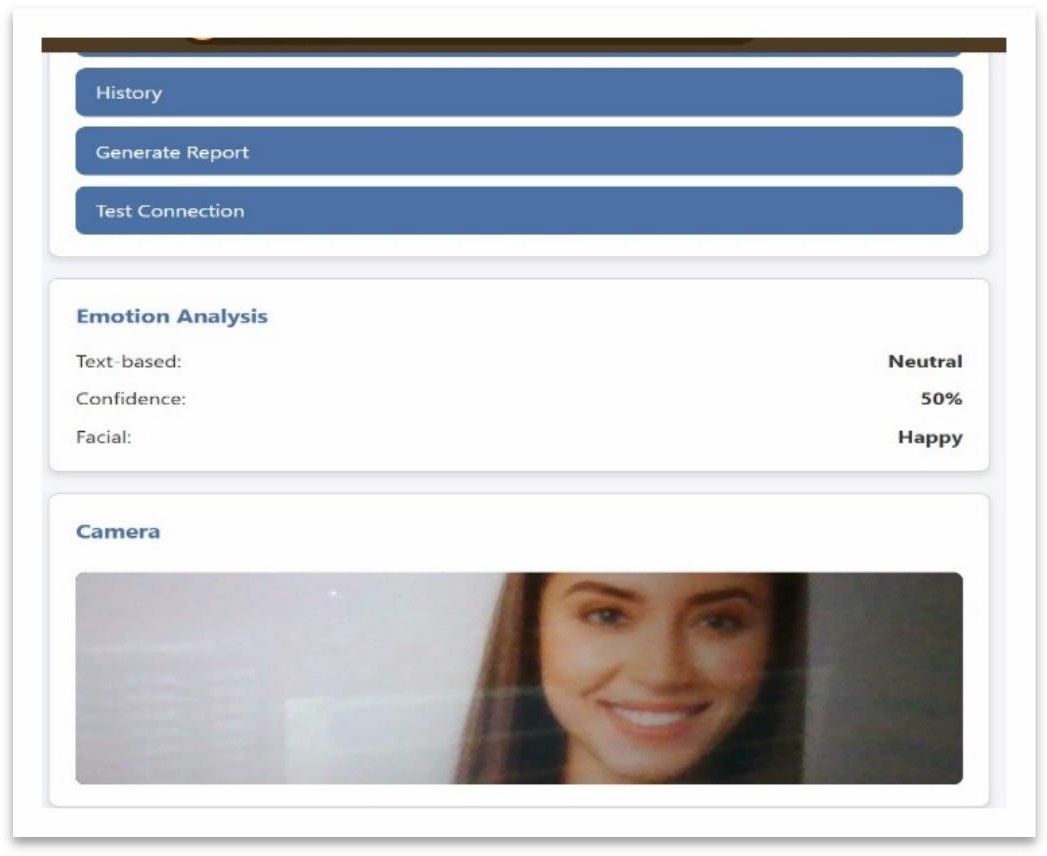 History
Generate Report
Test Connection
Emotion Analysis
Text-based: Neutral
Confidence: 50%
Facial: Happy
Camera